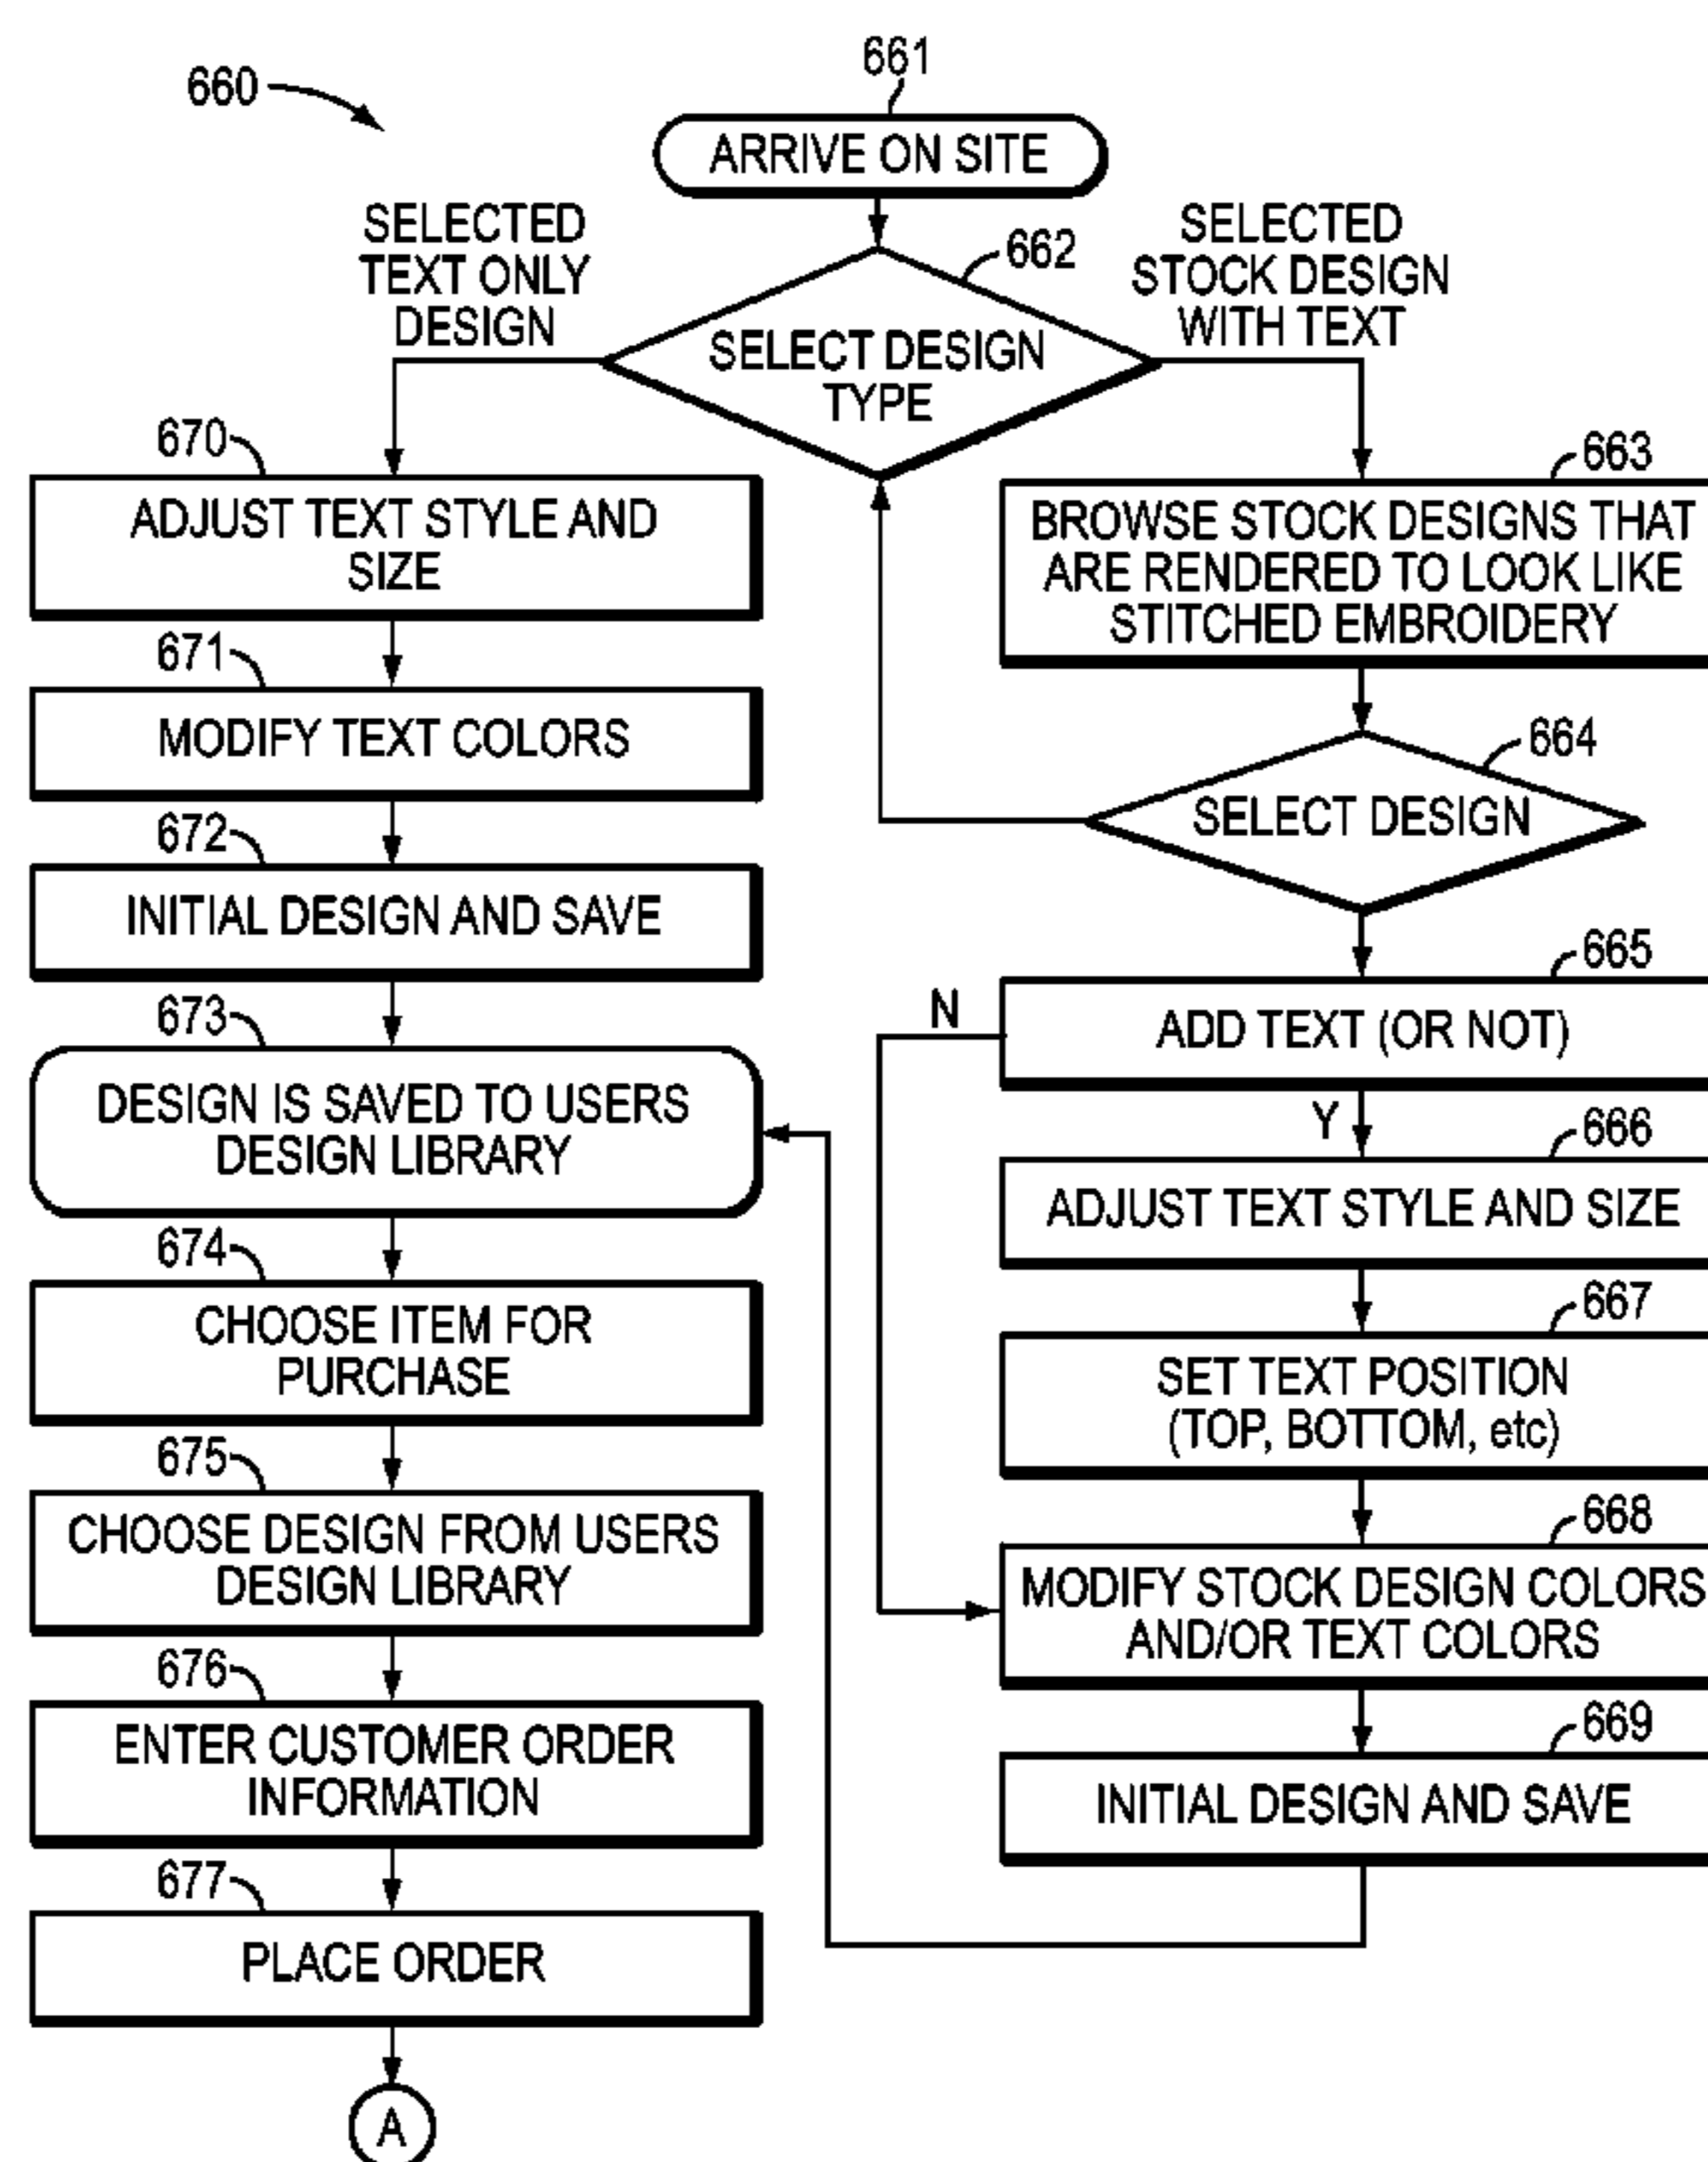 660
661
ARRIVE ON SITE
SELECTED
TEXT ONLY
DESIGN
662
SELECT DESIGN
TYPE
SELECTED
STOCK DESIGN
WITH TEXT
670
ADJUST TEXT STYLE AND
SIZE
671
MODIFY TEXT COLORS
672
INITIAL DESIGN AND SAVE
673
DESIGN IS SAVED TO USERS
DESIGN LIBRARY
674
CHOOSE ITEM FOR
PURCHASE
675
CHOOSE DESIGN FROM USERS
DESIGN LIBRARY
676
ENTER CUSTOMER ORDER
INFORMATION
677
PLACE ORDER
A
663
BROWSE STOCK DESIGNS THAT
ARE RENDERED TO LOOK LIKE
STITCHED EMBROIDERY
664
SELECT DESIGN
665
ADD TEXT (OR NOT)
N
Y
666
ADJUST TEXT STYLE AND SIZE
667
SET TEXT POSITION
(TOP, BOTTOM, etc)
668
MODIFY STOCK DESIGN COLORS
AND/OR TEXT COLORS
669
INITIAL DESIGN AND SAVE